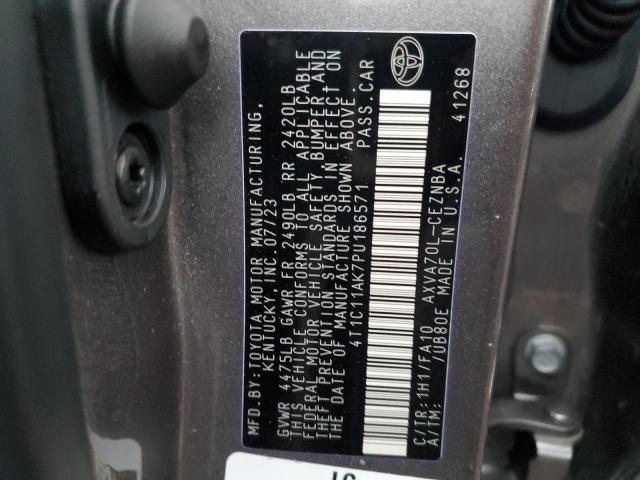 MFD.BY:TOYOTA MOTOR MANUFACTURING,
KENTUCKY INC. 07/23
GVWR 4475LB GAWR FR 2490LB RR 2420LB
THIS VEHICLE CONFORMS TO ALL APPLICABLE
FEDERAL MOTOR VEHICLE SAFETY, BUMPER AND
THEFT PREVENTION STANDARDS IN EFFECT ON
THE DATE OF MANUFACTURE SHOWN ABOVE.
4T1C11AK7PU186571 PASS.CAR
C/TR:1H1/FA10 AXVA70L-CEZNBA
A/TM: /UB80E MADE IN U.S.A. 41268